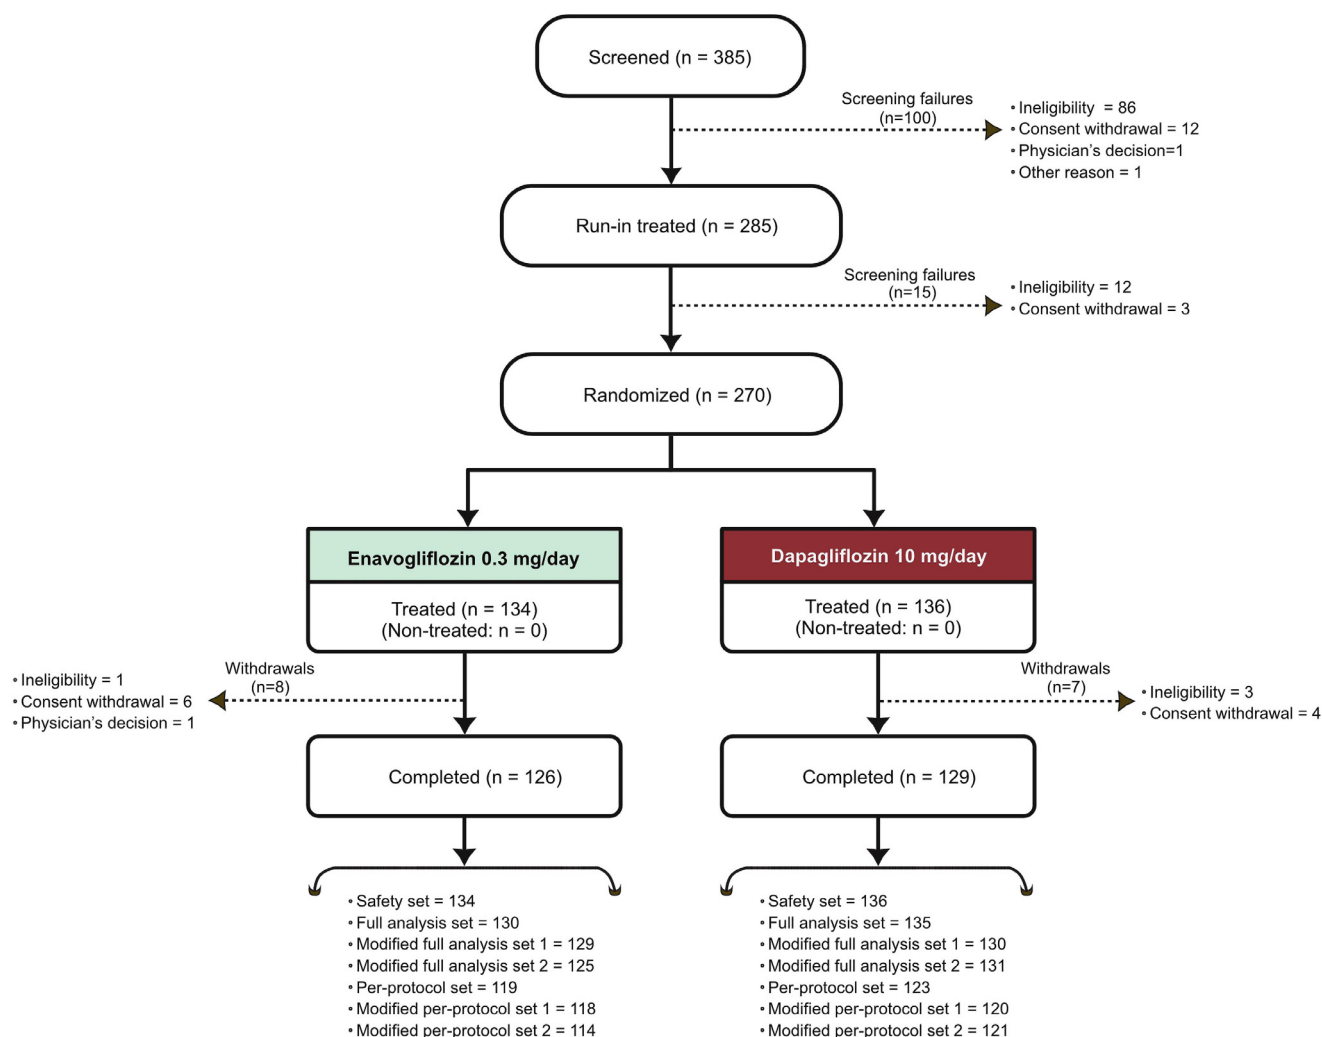 Screened (n = 385)
Screening failures
(n=100)
• Ineligibility  = 86
• Consent withdrawal = 12
• Physician’s decision=1
• Other reason = 1
Run-in treated (n = 285)
Screening failures
(n=15)
• Ineligibility = 12
• Consent withdrawal = 3
Randomized (n = 270)
Enavogliflozin 0.3 mg/day
Treated (n = 134)
(Non-treated: n = 0)
Dapagliflozin 10 mg/day
Treated (n = 136)
(Non-treated: n = 0)
Withdrawals
(n=8)
• Ineligibility = 1
• Consent withdrawal = 6
• Physician’s decision = 1
Withdrawals
(n=7)
• Ineligibility = 3
• Consent withdrawal = 4
Completed (n = 126)
Completed (n = 129)
• Safety set = 134
• Full analysis set = 130
• Modified full analysis set 1 = 129
• Modified full analysis set 2 = 125
• Per-protocol set = 119
• Modified per-protocol set 1 = 118
• Modified per-protocol set 2 = 114
• Safety set = 136
• Full analysis set = 135
• Modified full analysis set 1 = 130
• Modified full analysis set 2 = 131
• Per-protocol set = 123
• Modified per-protocol set 1 = 120
• Modified per-protocol set 2 = 121